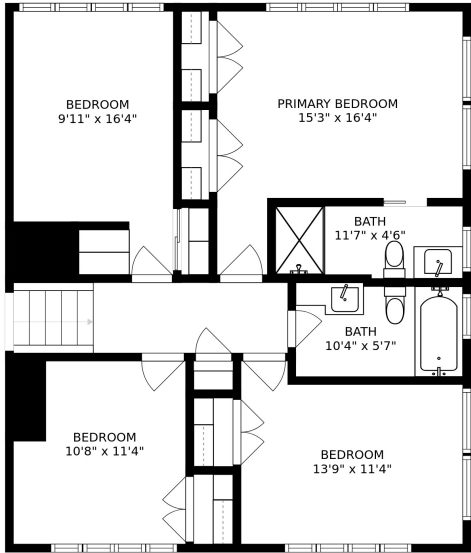 BEDROOM
9'11" x 16'4"
PRIMARY BEDROOM
15'3" x 16'4"
BATH
11'7" x 4'6"
BATH
10'4" x 5'7"
BEDROOM
10'8" x 11'4"
BEDROOM
13'9" x 11'4"